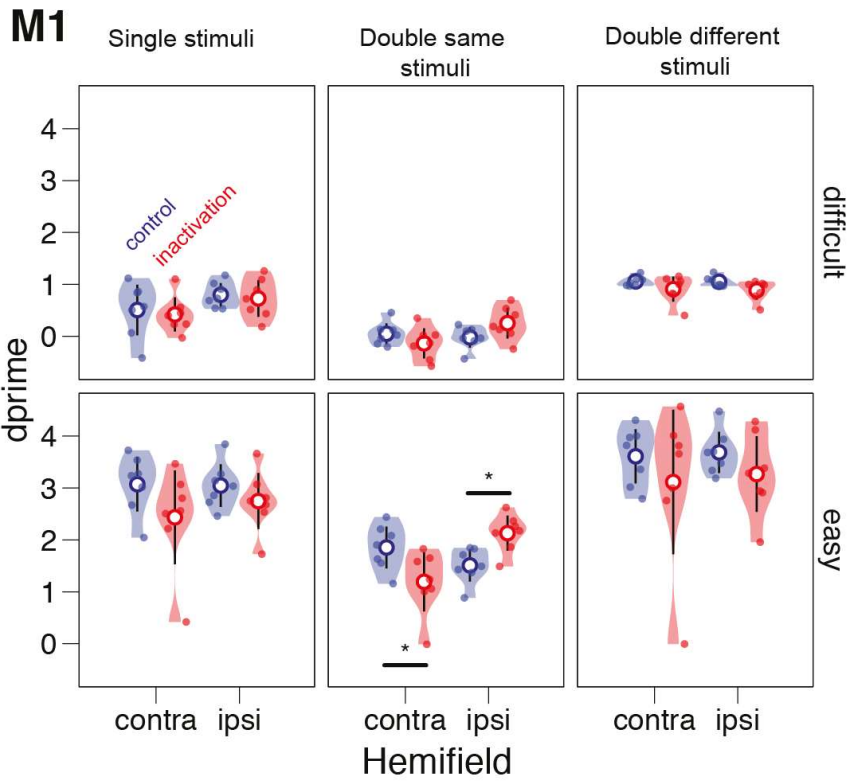 M1
Single stimuli
Double same
stimuli
Double different
stimuli
dprime
4
3
2
1
0
control
inactivation
difficult
4
3
2
1
0
*
*
easy
contra ipsi
contra ipsi
contra ipsi
Hemifield